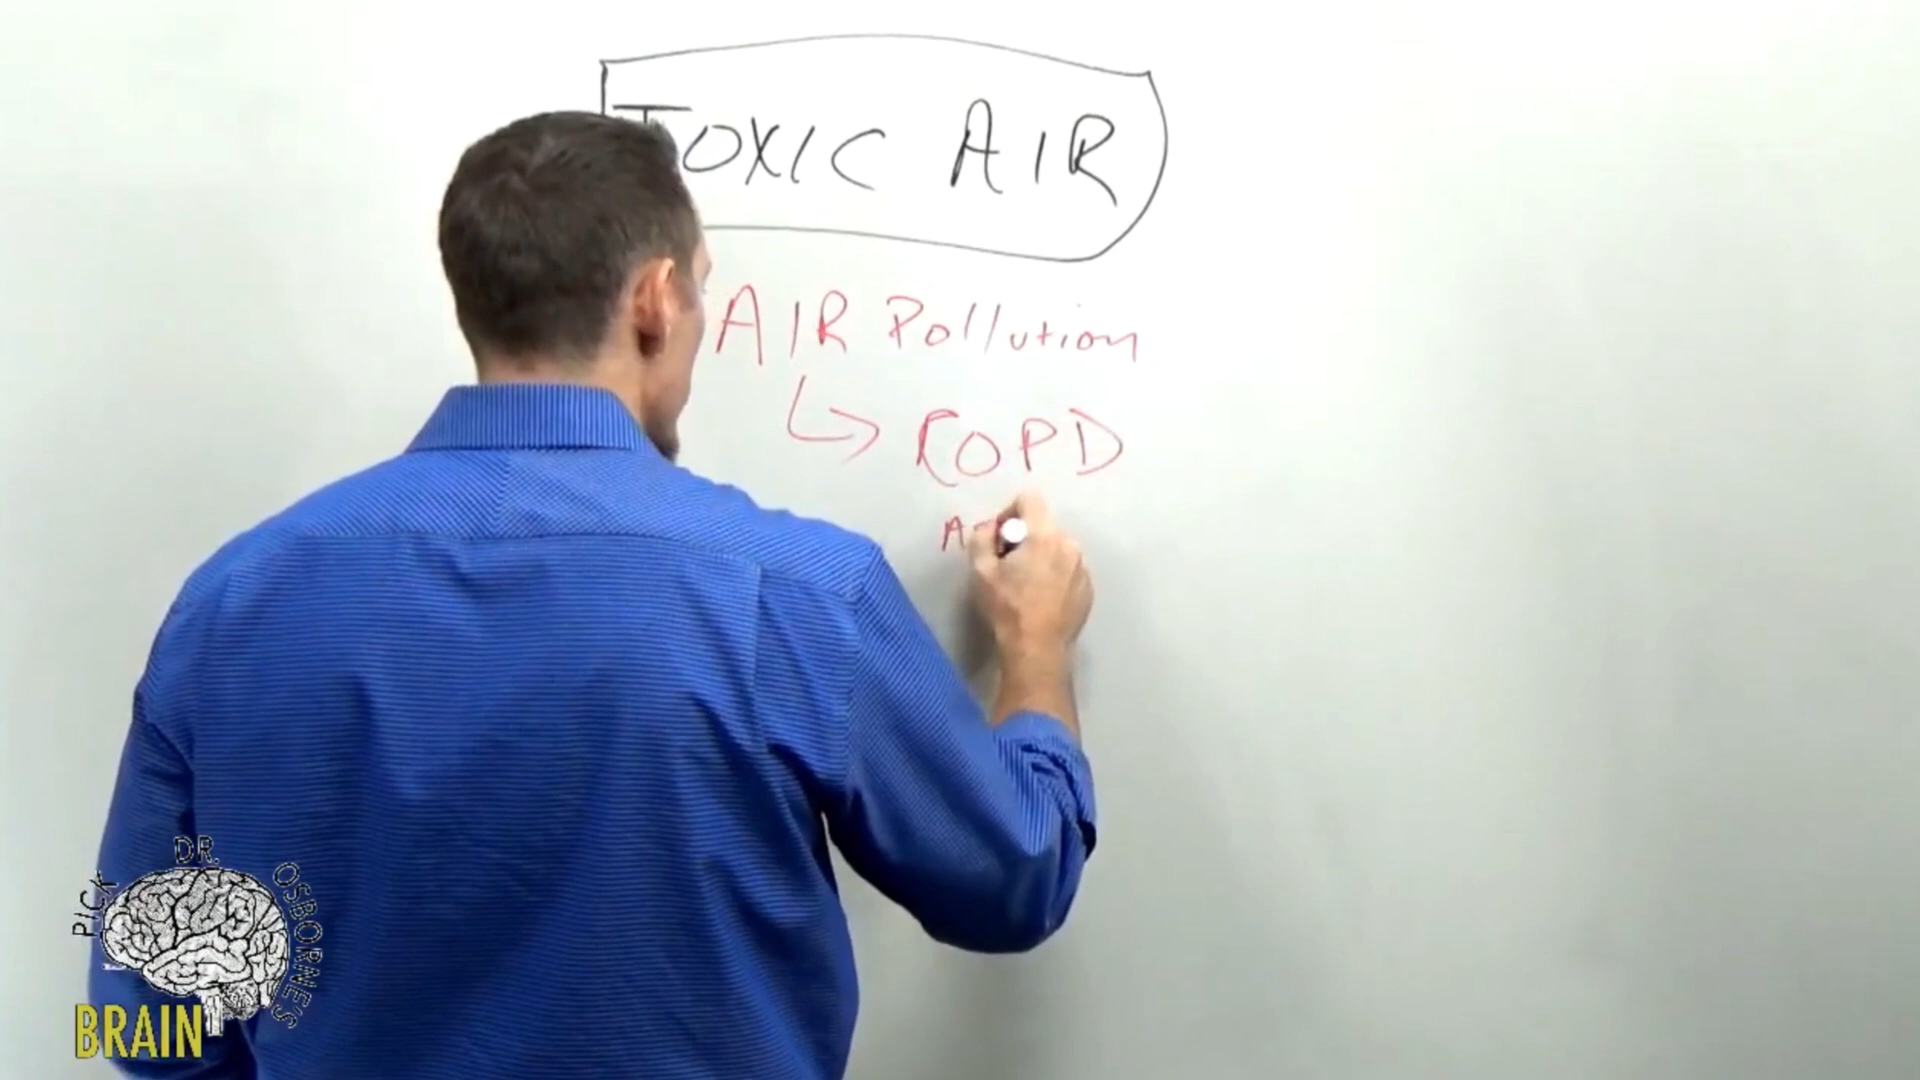 TOXIC AIR
AIR Pollution
COPD
PICK DR. OSBORNE'S
BRAIN